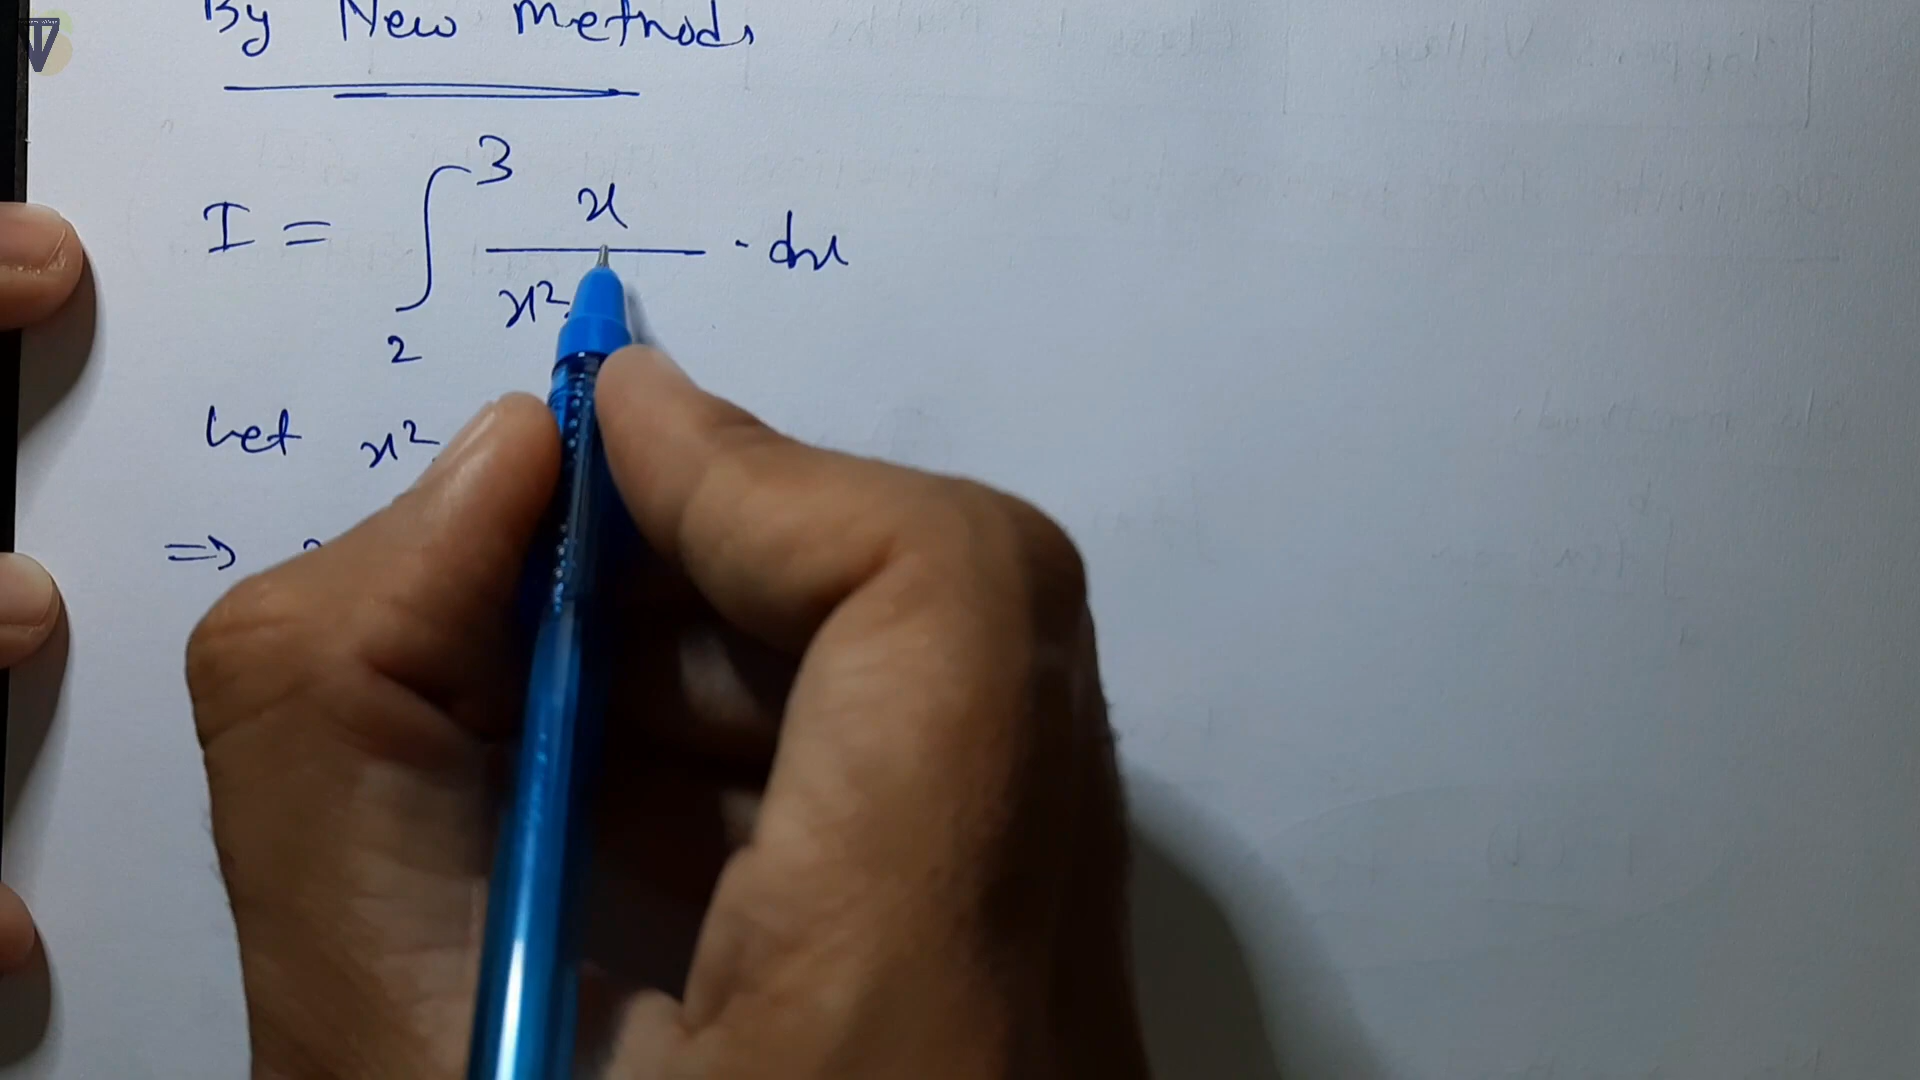 By New Methods
I = ∫₂³ x / x² · dx
Let x²
⇒